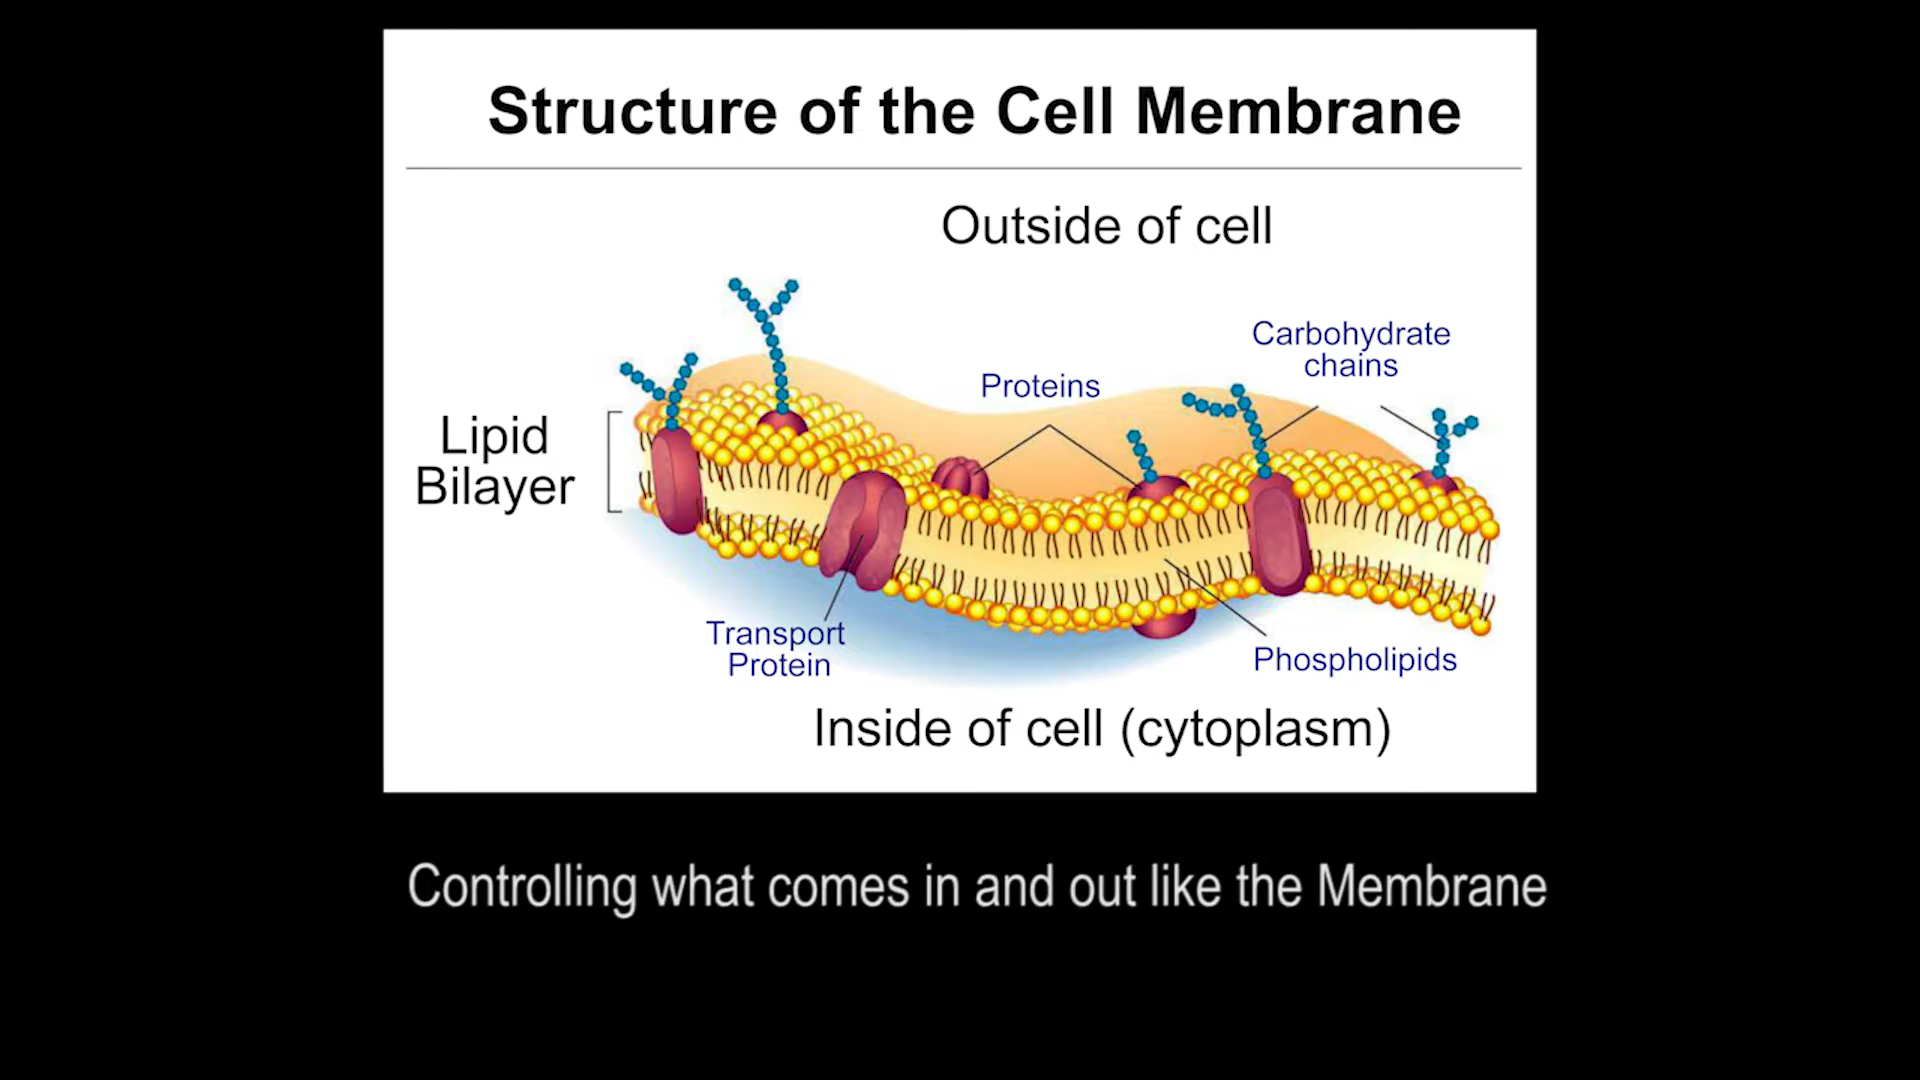 Structure of the Cell Membrane
Outside of cell
Carbohydrate
chains
Proteins
Lipid
Bilayer
Transport
Protein
Phospholipids
Inside of cell (cytoplasm)
Controlling what comes in and out like the Membrane